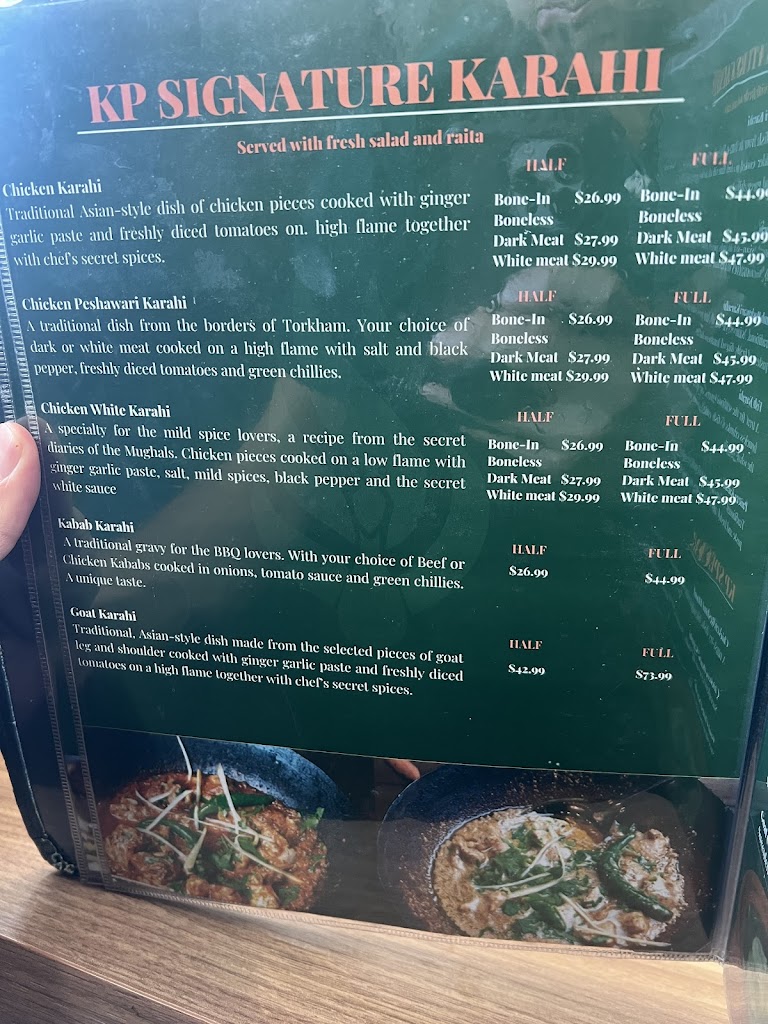 KP SIGNATURE KARAHI
Served with fresh salad and raita
Chicken Karahi
Traditional Asian-style dish of chicken pieces cooked with ginger
garlic paste and freshly diced tomatoes on. high flame together
with chef's secret spices.
HALF
Bone-In $26.99
Boneless
Dark Meat $27.99
White meat $29.99
FULL
Bone-In $44.99
Boneless
Dark Meat $45.99
White meat $47.99
Chicken Peshawari Karahi
A traditional dish from the borders of Torkham. Your choice of
dark or white meat cooked on a high flame with salt and black
pepper, freshly diced tomatoes and green chillies.
HALF
Bone-In $26.99
Boneless
Dark Meat $27.99
White meat $29.99
FULL
Bone-In $44.99
Boneless
Dark Meat $45.99
White meat $47.99
Chicken White Karahi
A specialty for the mild spice lovers, a recipe from the secret
diaries of the Mughals. Chicken pieces cooked on a low flame with
ginger garlic paste, salt, mild spices, black pepper and the secret
white sauce
HALF
Bone-In $26.99
Boneless
Dark Meat $27.99
White meat $29.99
FULL
Bone-In $44.99
Boneless
Dark Meat $45.99
White meat $47.99
Kabab Karahi
A traditional gravy for the BBQ lovers. With your choice of Beef or
Chicken Kababs cooked in onions, tomato sauce and green chillies.
A unique taste.
HALF
$26.99
FULL
$44.99
Goat Karahi
Traditional, Asian-style dish made from the selected pieces of goat
leg and shoulder cooked with ginger garlic paste and freshly diced
tomatoes on a high flame together with chef's secret spices.
HALF
$42.99
FULL
$73.99